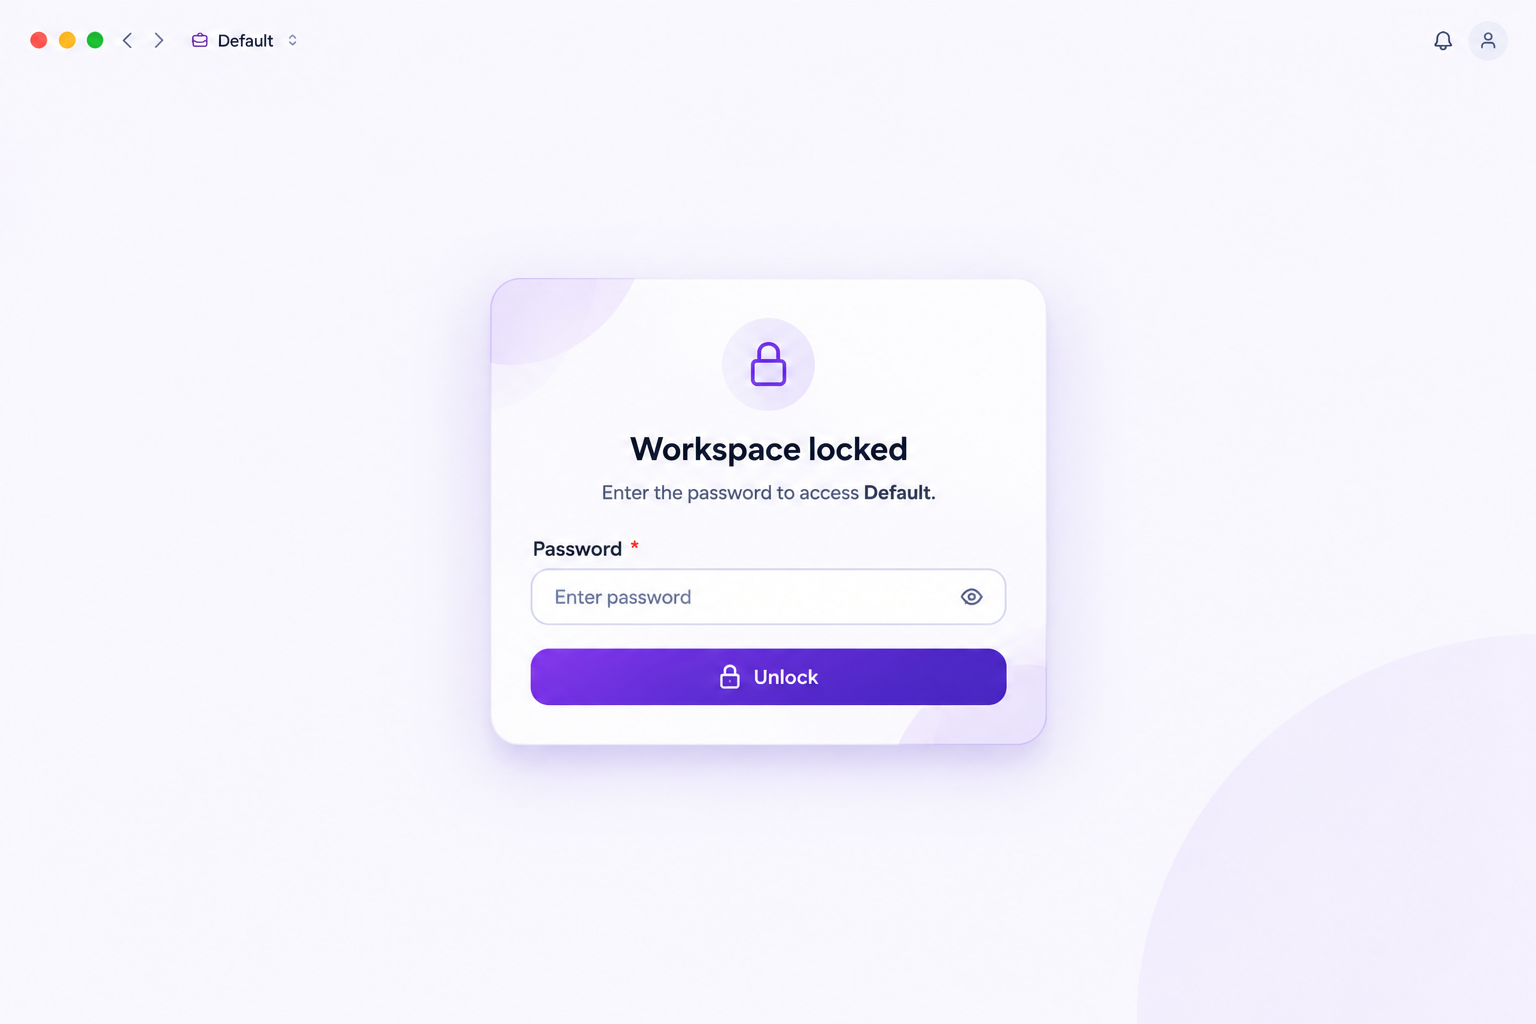 Default
Workspace locked
Enter the password to access Default.
Password *
Enter password
Unlock